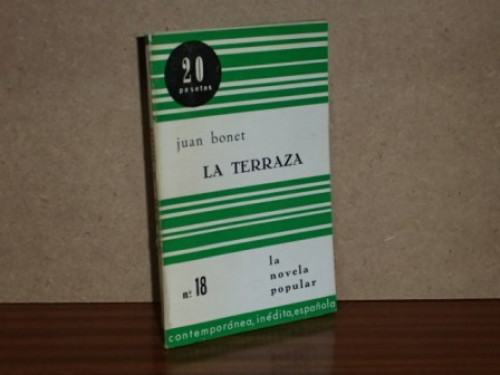 20
pesetas
juan bonet
LA TERRAZA
nº 18
la
novela
popular
contemporánea, inédita, española